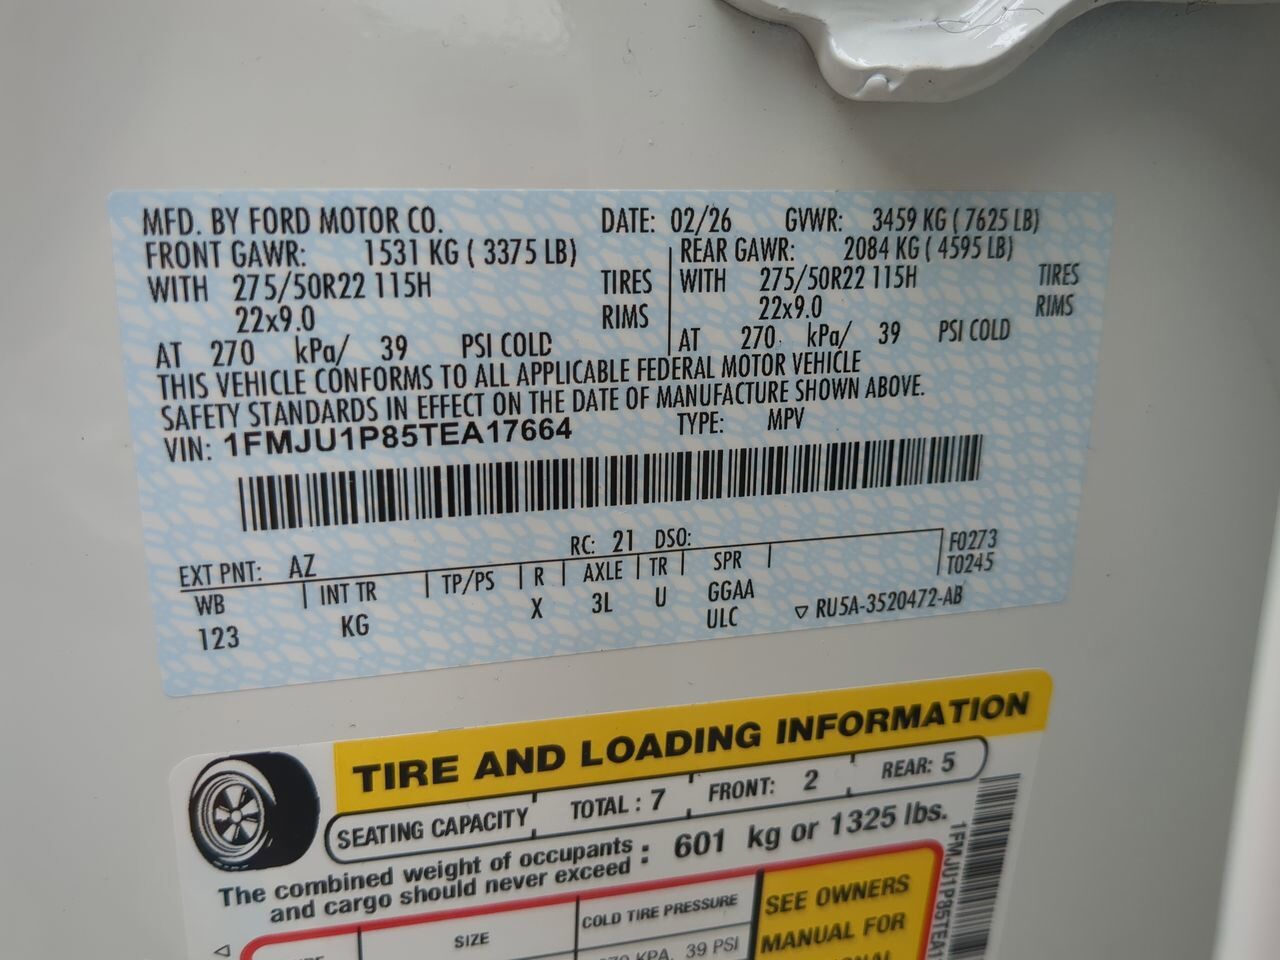 MFD. BY FORD MOTOR CO. DATE: 02/26 GVWR: 3459 KG ( 7625 LB)
FRONT GAWR: 1531 KG ( 3375 LB) REAR GAWR: 2084 KG ( 4595 LB)
WITH 275/50R22 115H TIRES WITH 275/50R22 115H TIRES
22x9.0 RIMS 22x9.0 RIMS
AT 270 kPa/ 39 PSI COLD AT 270 kPa/ 39 PSI COLD
THIS VEHICLE CONFORMS TO ALL APPLICABLE FEDERAL MOTOR VEHICLE
SAFETY STANDARDS IN EFFECT ON THE DATE OF MANUFACTURE SHOWN ABOVE.
VIN: 1FMJU1P85TEA17664 TYPE: MPV
EXT PNT: AZ RC: 21 DSO: F0273
WB INT TR TP/PS R AXLE TR SPR T0245
123 KG X 3L U GGAA
ULC ▽ RU5A-3520472-AB
TIRE AND LOADING INFORMATION
SEATING CAPACITY TOTAL : 7 FRONT: 2 REAR: 5
The combined weight of occupants and cargo should never exceed : 601 kg or 1325 lbs.
SIZE COLD TIRE PRESSURE SEE OWNERS
KPA, 39 PSI MANUAL FOR
1FMJU1P85TEA1